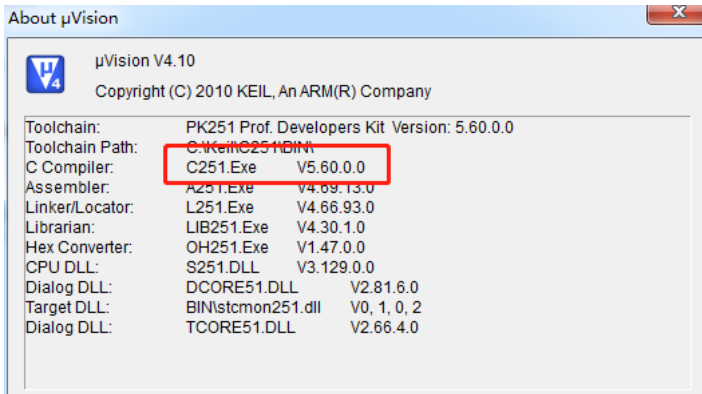 About µVision
µVision V4.10
Copyright (C) 2010 KEIL, An ARM(R) Company
Toolchain: PK251 Prof. Developers Kit Version: 5.60.0.0
Toolchain Path: C:\Keil\C251\BIN\
C Compiler: C251.Exe V5.60.0.0
Assembler: A251.Exe V4.69.13.0
Linker/Locator: L251.Exe V4.66.93.0
Librarian: LIB251.Exe V4.30.1.0
Hex Converter: OH251.Exe V1.47.0.0
CPU DLL: S251.DLL V3.129.0.0
Dialog DLL: DCORE51.DLL V2.81.6.0
Target DLL: BIN\stcmon251.dll V0, 1, 0, 2
Dialog DLL: TCORE51.DLL V2.66.4.0